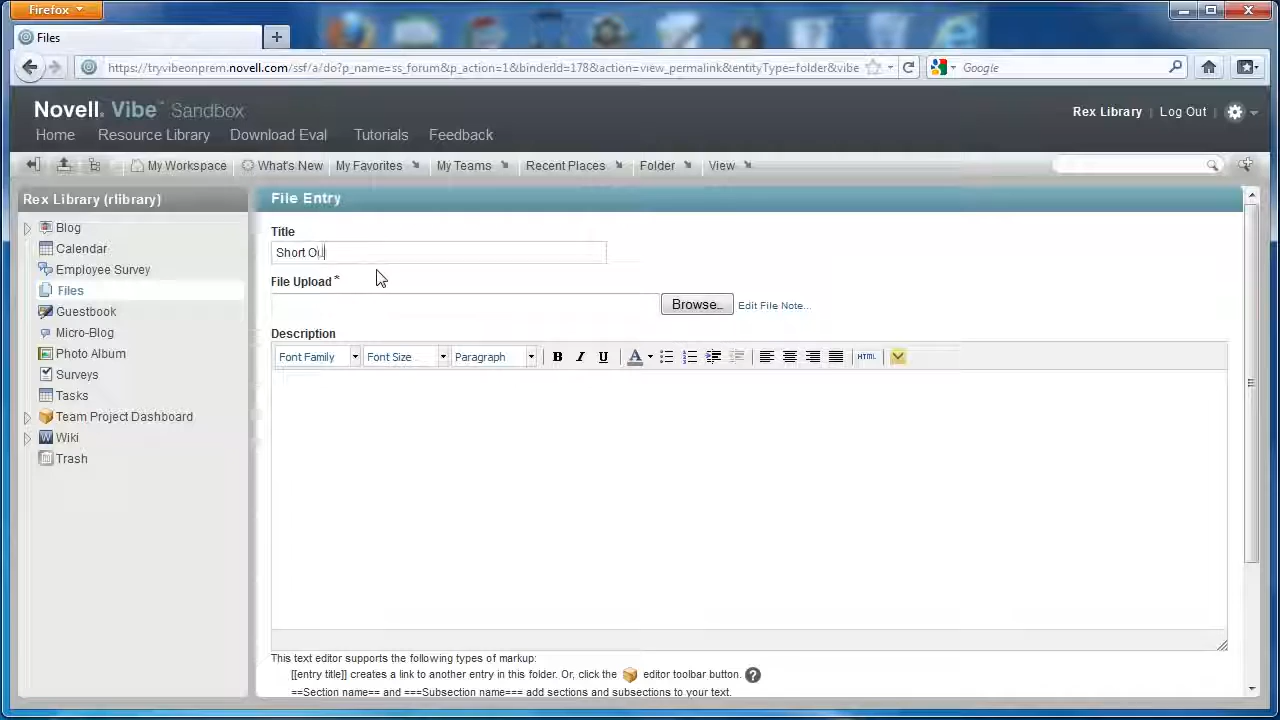 Firefox
Files
https://tryvibeonprem.novell.com/ssf/a/do?p_name=ss_forum&p_action=1&binderId=178&action=view_permalink&entityType=folder&vibe
Google
Novell Vibe Sandbox
Rex Library | Log Out
Home Resource Library Download Eval Tutorials Feedback
My Workspace What's New My Favorites My Teams Recent Places Folder View
Rex Library (rlibrary)
Blog
Calendar
Employee Survey
Files
Guestbook
Micro-Blog
Photo Album
Surveys
Tasks
Team Project Dashboard
Wiki
Trash
File Entry
Title
Short
File Upload *
Browse... Edit File Note...
Description
Font Family Font Size Paragraph B I U A HTML
This text editor supports the following types of markup:
[[entry title]] creates a link to another entry in this folder. Or, click the editor toolbar button. ?
==Section name== and ===Subsection name=== add sections and subsections to your text.